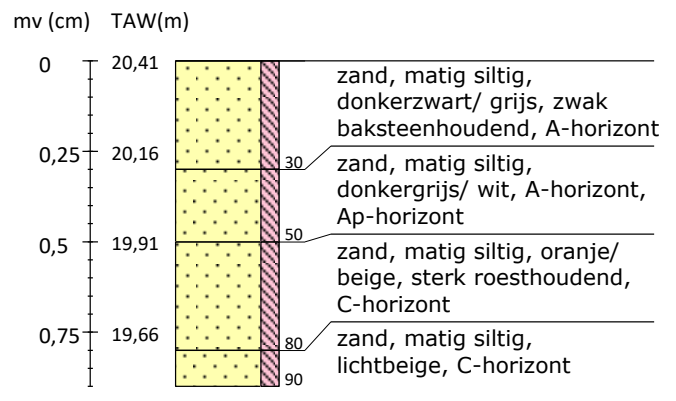 mv (cm) TAW(m)
0 20,41
zand, matig siltig,
donkerzwart/ grijs, zwak
baksteenhoudend, A-horizont
0,25 20,16
30
zand, matig siltig,
donkergrijs/ wit, A-horizont,
Ap-horizont
50
0,5 19,91
zand, matig siltig, oranje/
beige, sterk roesthoudend,
C-horizont
0,75 19,66
80
zand, matig siltig,
lichtbeige, C-horizont
90